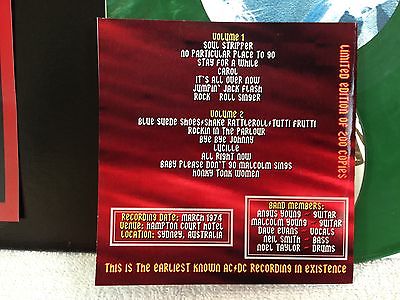 VOLUME 1
SOUL STRIPPER
NO PARTICULAR PLACE TO GO
STAY FOR A WHILE
CAROL
IT'S ALL OVER NOW
JUMPIN' JACK FLASH
ROCK ROLL SINGER
VOLUME 2
BLUE SUEDE SHOES+SHAKE RATTLEROLL+TUTTI FRUTTI
ROCKIN IN THE PARLOUR
BYE BYE JOHNNY
LUCILLE
ALL RIGHT NOW
BABY PLEASE DON'T GO MALCOLM SINGS
HONKY TONK WOMEN
LIMITED EDITION OF 200 COPIES
RECORDING DATE: MARCH 1974
VENUE: HAMPTON COURT HOTEL
LOCATION: SYDNEY, AUSTRALIA
BAND MEMBERS:
ANGUS YOUNG - GUITAR
MALCOLM YOUNG - GUITAR
DAVE EVANS - VOCALS
NEIL SMITH - BASS
NOEL TAYLOR - DRUMS
THIS IS THE EARLIEST KNOWN AC⚡DC RECORDING IN EXISTENCE